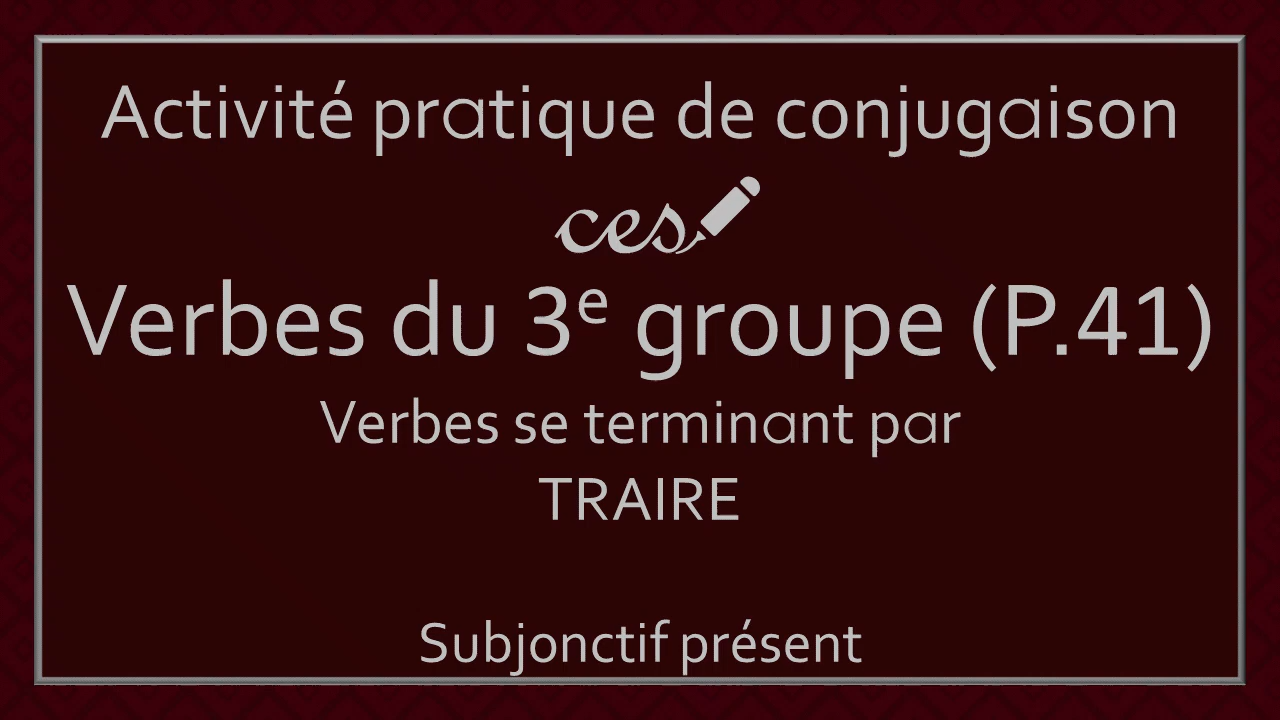 Activité pratique de conjugaison
ces
Verbes du 3e groupe (P.41)
Verbes se terminant par
TRAIRE
Subjonctif présent